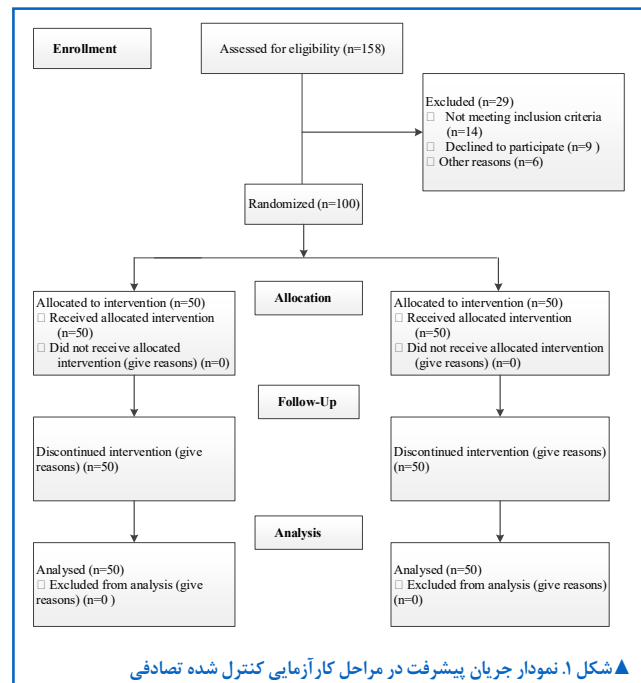 Enrollment
Assessed for eligibility (n=158)
Excluded (n=29)
□ Not meeting inclusion criteria
(n=14)
□ Declined to participate (n=9 )
□ Other reasons (n=6)
Randomized (n=100)
Allocation
Allocated to intervention (n=50)
□ Received allocated intervention
(n=50)
□ Did not receive allocated
intervention (give reasons) (n=0)
Allocated to intervention (n=50)
□ Received allocated intervention
(n=50)
□ Did not receive allocated intervention
(give reasons) (n=0)
Follow-Up
Discontinued intervention (give
reasons) (n=50)
Discontinued intervention (give reasons)
(n=50)
Analysis
Analysed (n=50)
□ Excluded from analysis (give
reasons) (n=0 )
Analysed (n=50)
□ Excluded from analysis (give reasons)
(n=0)
▲شکل ۱. نمودار جریان پیشرفت در مراحل کارآزمایی کنترل شده تصادفی